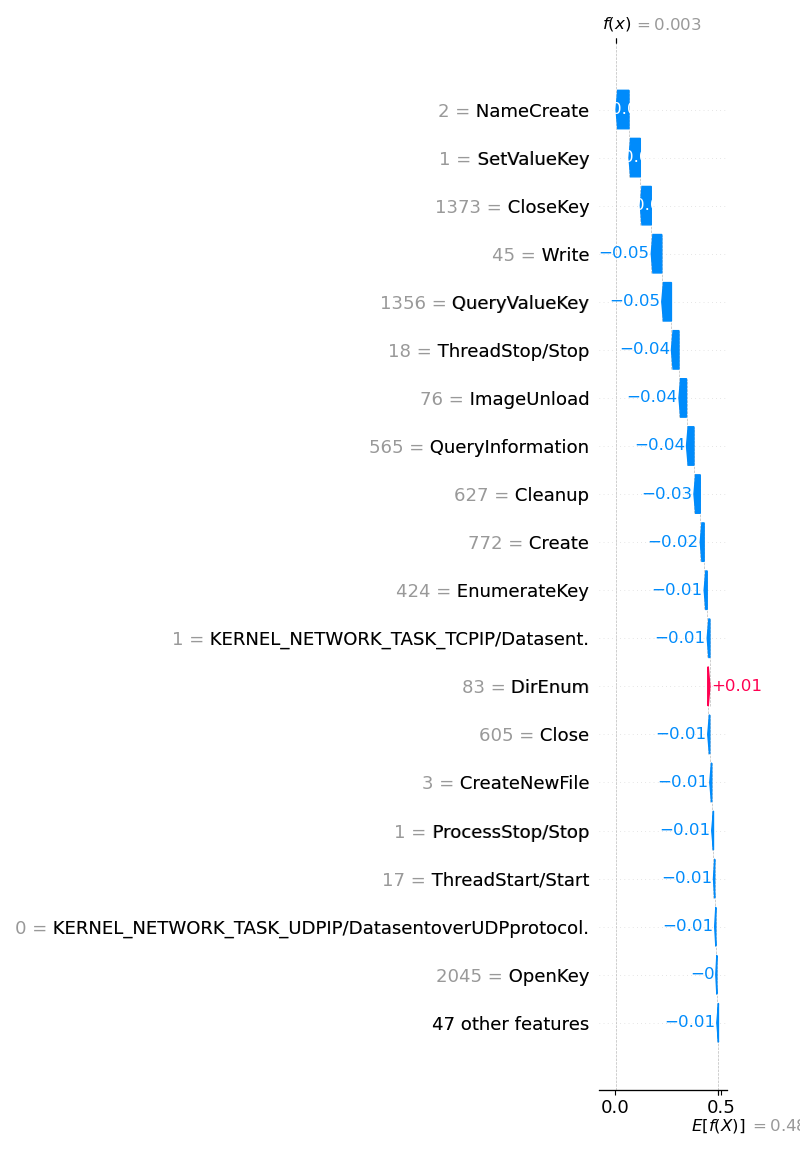 f(x) = 0.003
2 = NameCreate
1 = SetValueKey
1373 = CloseKey
45 = Write −0.05
1356 = QueryValueKey −0.05
18 = ThreadStop/Stop −0.04
76 = ImageUnload −0.04
565 = QueryInformation −0.04
627 = Cleanup −0.03
772 = Create −0.02
424 = EnumerateKey −0.01
1 = KERNEL_NETWORK_TASK_TCPIP/Datasent. −0.01
83 = DirEnum +0.01
605 = Close −0.01
3 = CreateNewFile −0.01
1 = ProcessStop/Stop −0.01
17 = ThreadStart/Start −0.01
0 = KERNEL_NETWORK_TASK_UDPIP/DatasentoverUDPprotocol. −0.01
2045 = OpenKey −0
47 other features −0.01
0.0 0.5
E[f(X)] = 0.48